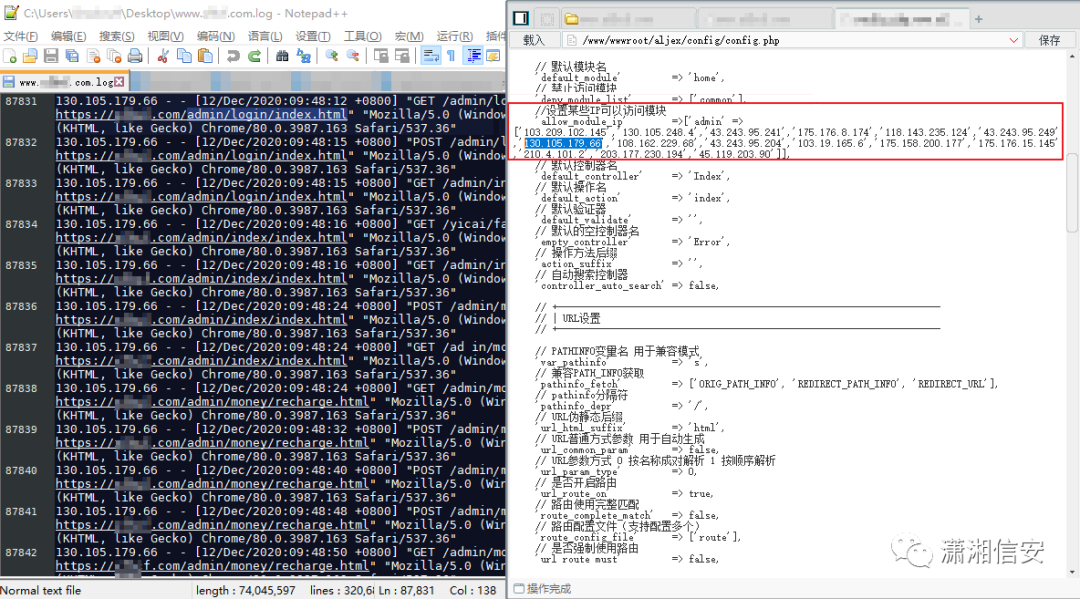 C:\Users\ \Desktop\www. .com.log - Notepad++
文件(F) 编辑(E) 搜索(S) 视图(V) 编码(N) 语言(L) 设置(T) 工具(O) 宏(M) 运行(R) 插件
www. .com.log
87831 130.105.179.66 - - [12/Dec/2020:09:48:12 +0800] "GET /admin/lo
https:// .com/admin/login/index.html" "Mozilla/5.0 (Window
(KHTML, like Gecko) Chrome/80.0.3987.163 Safari/537.36"
87832 130.105.179.66 - - [12/Dec/2020:09:48:15 +0800] "POST /admin/l
https:// .com/admin/login/index.html" "Mozilla/5.0 (Window
(KHTML, like Gecko) Chrome/80.0.3987.163 Safari/537.36"
87833 130.105.179.66 - - [12/Dec/2020:09:48:15 +0800] "GET /admin/in
https:// .com/admin/login/index.html" "Mozilla/5.0 (Window
(KHTML, like Gecko) Chrome/80.0.3987.163 Safari/537.36"
87834 130.105.179.66 - - [12/Dec/2020:09:48:16 +0800] "GET /yicai/fa
https:// .com/admin/index/index.html" "Mozilla/5.0 (Window
(KHTML, like Gecko) Chrome/80.0.3987.163 Safari/537.36"
87835 130.105.179.66 - - [12/Dec/2020:09:48:16 +0800] "GET /admin/in
https:// .com/admin/index/index.html" "Mozilla/5.0 (Window
(KHTML, like Gecko) Chrome/80.0.3987.163 Safari/537.36"
87836 130.105.179.66 - - [12/Dec/2020:09:48:24 +0800] "POST /admin/m
https:// .com/admin/index/index.html" "Mozilla/5.0 (Window
(KHTML, like Gecko) Chrome/80.0.3987.163 Safari/537.36"
87837 130.105.179.66 - - [12/Dec/2020:09:48:24 +0800] "GET /ad in/mo
https:// .com/admin/index/index.html" "Mozilla/5.0 (Window
(KHTML, like Gecko) Chrome/80.0.3987.163 Safari/537.36"
87838 130.105.179.66 - - [12/Dec/2020:09:48:24 +0800] "GET /admin/mo
https:// .com/admin/money/recharge.html" "Mozilla/5.0 (Win
(KHTML, like Gecko) Chrome/80.0.3987.163 Safari/537.36"
87839 130.105.179.66 - - [12/Dec/2020:09:48:32 +0800] "POST /admin/m
https:// .com/admin/money/recharge.html" "Mozilla/5.0 (Win
(KHTML, like Gecko) Chrome/80.0.3987.163 Safari/537.36"
87840 130.105.179.66 - - [12/Dec/2020:09:48:40 +0800] "POST /admin/m
https:// .com/admin/money/recharge.html" "Mozilla/5.0 (Win
(KHTML, like Gecko) Chrome/80.0.3987.163 Safari/537.36"
87841 130.105.179.66 - - [12/Dec/2020:09:48:48 +0800] "POST /admin/m
https:// .com/admin/money/recharge.html" "Mozilla/5.0 (Win
(KHTML, like Gecko) Chrome/80.0.3987.163 Safari/537.36"
87842 130.105.179.66 - - [12/Dec/2020:09:48:50 +0800] "GET /admin/mo
https:// f.com/admin/money/recharge.html" "Mozilla/5.0 (Win
(KHTML, like Gecko) Chrome/80.0.3987.163 Safari/537.36"
Normal text file length : 74,045,597 lines : 320,6 Ln : 87,831 Col : 138
载入 /www/wwwroot/aljex/config/config.php 保存
// 默认模块名
'default_module' => 'home',
// 禁止访问模块
'deny_module_list' => ['common'],
//设置某些IP可以访问模块
'allow_module_ip' =>['admin' =>
['103.209.102.145','130.105.248.4','43.243.95.241','175.176.8.174','118.143.235.124','43.243.95.249'
,'130.105.179.66','108.162.229.68','43.243.95.204','103.19.165.6','175.158.200.177','175.176.15.145'
,'210.4.101.2','203.177.230.194','45.119.203.90']],
// 默认控制器名
'default_controller' => 'Index',
// 默认操作名
'default_action' => 'index',
// 默认验证器
'default_validate' => '',
// 默认的空控制器名
'empty_controller' => 'Error',
// 操作方法后缀
'action_suffix' => '',
// 自动搜索控制器
'controller_auto_search' => false,
// +----------------------------------------------------------------------
// | URL设置
// +----------------------------------------------------------------------
// PATHINFO变量名 用于兼容模式
'var_pathinfo' => 's',
// 兼容PATH_INFO获取
'pathinfo_fetch' => ['ORIG_PATH_INFO', 'REDIRECT_PATH_INFO', 'REDIRECT_URL'],
// pathinfo分隔符
'pathinfo_depr' => '/',
// URL伪静态后缀
'url_html_suffix' => 'html',
// URL普通方式参数 用于自动生成
'url_common_param' => false,
// URL参数方式 0 按名称成对解析 1 按顺序解析
'url_param_type' => 0,
// 是否开启路由
'url_route_on' => true,
// 路由使用完整匹配
'route_complete_match' => false,
// 路由配置文件（支持配置多个）
'route_config_file' => ['route'],
// 是否强制使用路由
'url_route_must' => false,
操作完成
潇湘信安